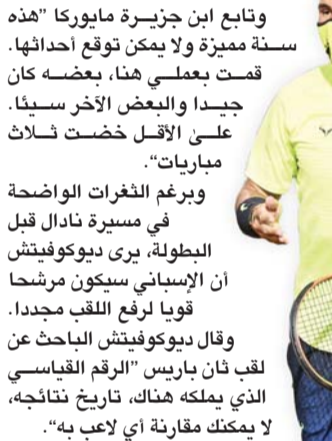 وتابع ابن جزيرة مايوركا ”هذه
سنة مميزة ولا يمكن توقع أحداثها.
قمت بعملي هنا، بعضه كان
جيدا والبعض الآخر سيئا.
على الأقل خضت ثلاث
مباريات“.
وبرغم الثغرات الواضحة
في مسيرة نادال قبل
البطولة، يرى ديوكوفيتش
أن الإسباني سيكون مرشحا
قويا لرفع اللقب مجددا.
وقال ديوكوفيتش الباحث عن
لقب ثان بباريس ”الرقم القياسي
الذي يملكه هناك، تاريخ نتائجه،
لا يمكنك مقارنة أي لاعب به“.